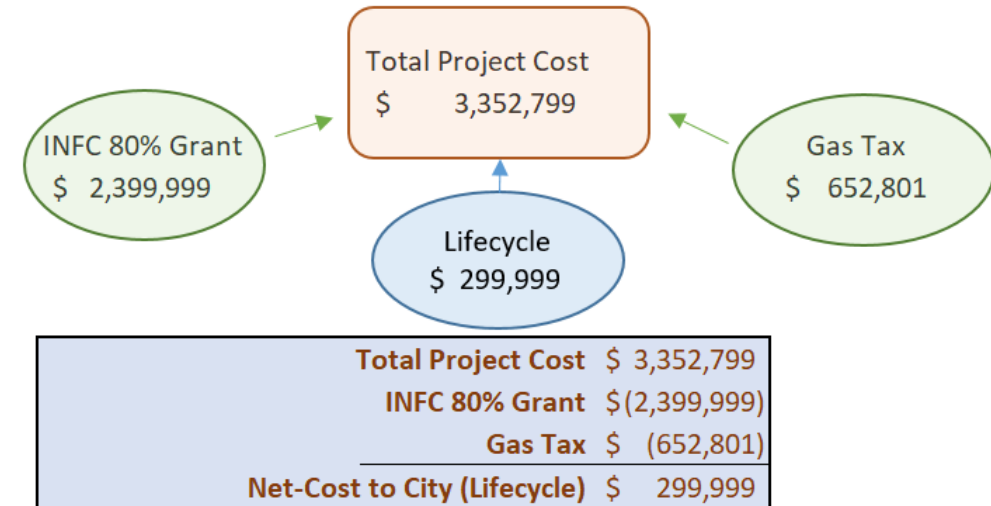 Total Project Cost
$ 3,352,799
INFC 80% Grant
$ 2,399,999
Gas Tax
$ 652,801
Lifecycle
$ 299,999
Total Project Cost $ 3,352,799
INFC 80% Grant $(2,399,999)
Gas Tax $ (652,801)
Net-Cost to City (Lifecycle) $ 299,999